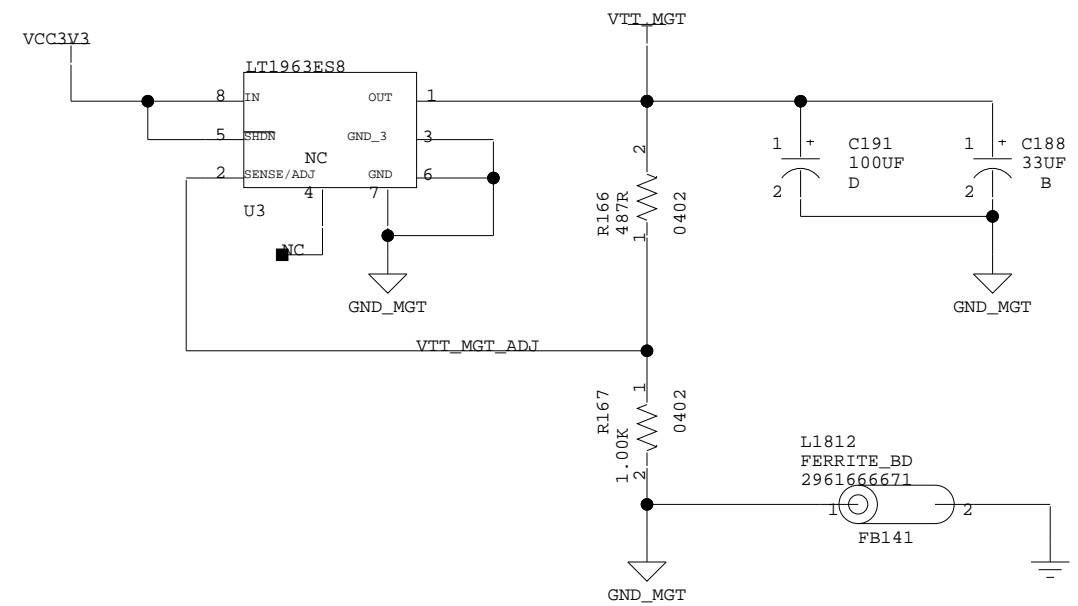 VTT_MGT
VCC3V3
LT1963ES8
8 IN OUT 1
5 SHDN GND_3 3
NC
2 SENSE/ADJ GND 6
4 7
U3
NC
GND_MGT
2
R166
487R
0402
1
1 +
C191
100UF
D
2
1 +
C188
33UF
B
2
GND_MGT
VTT_MGT_ADJ
1
R167
1.00K
0402
2
L1812
FERRITE_BD
2961666671
1 2
FB141
GND_MGT